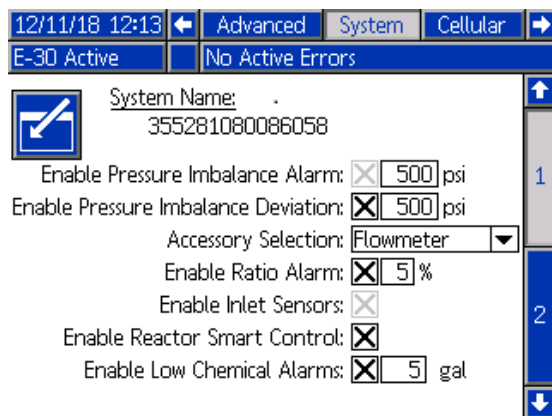 12/11/18 12:13 Advanced System Cellular
E-30 Active No Active Errors
System Name: .
355281080086058
Enable Pressure Imbalance Alarm: 500 psi
1
Enable Pressure Imbalance Deviation: 500 psi
Accessory Selection: Flowmeter
Enable Ratio Alarm: 5 %
Enable Inlet Sensors:
2
Enable Reactor Smart Control:
Enable Low Chemical Alarms: 5 gal